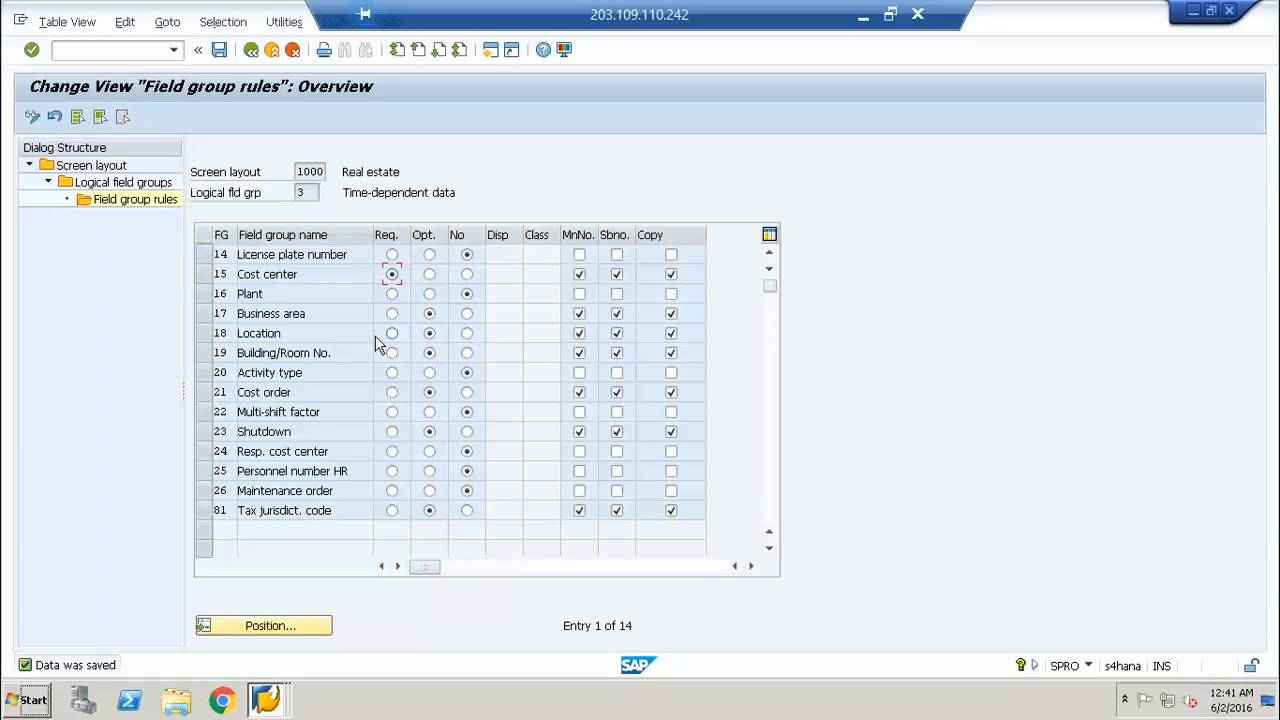 203.109.110.242
Table View Edit Goto Selection Utilities
Change View "Field group rules": Overview
Dialog Structure
Screen layout
Logical field groups
Field group rules
Screen layout 1000 Real estate
Logical fld grp 3 Time-dependent data
FG Field group name Req. Opt. No Disp Class MnNo. Sbno. Copy
14 License plate number
15 Cost center
16 Plant
17 Business area
18 Location
19 Building/Room No.
20 Activity type
21 Cost order
22 Multi-shift factor
23 Shutdown
24 Resp. cost center
25 Personnel number HR
26 Maintenance order
81 Tax jurisdict. code
Position... Entry 1 of 14
Data was saved SAP SPRO s4hana INS
Start 12:41 AM
6/2/2016